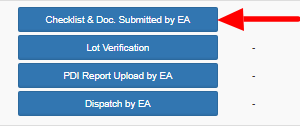 Checklist & Doc. Submitted by EA
Lot Verification -
PDI Report Upload by EA -
Dispatch by EA -